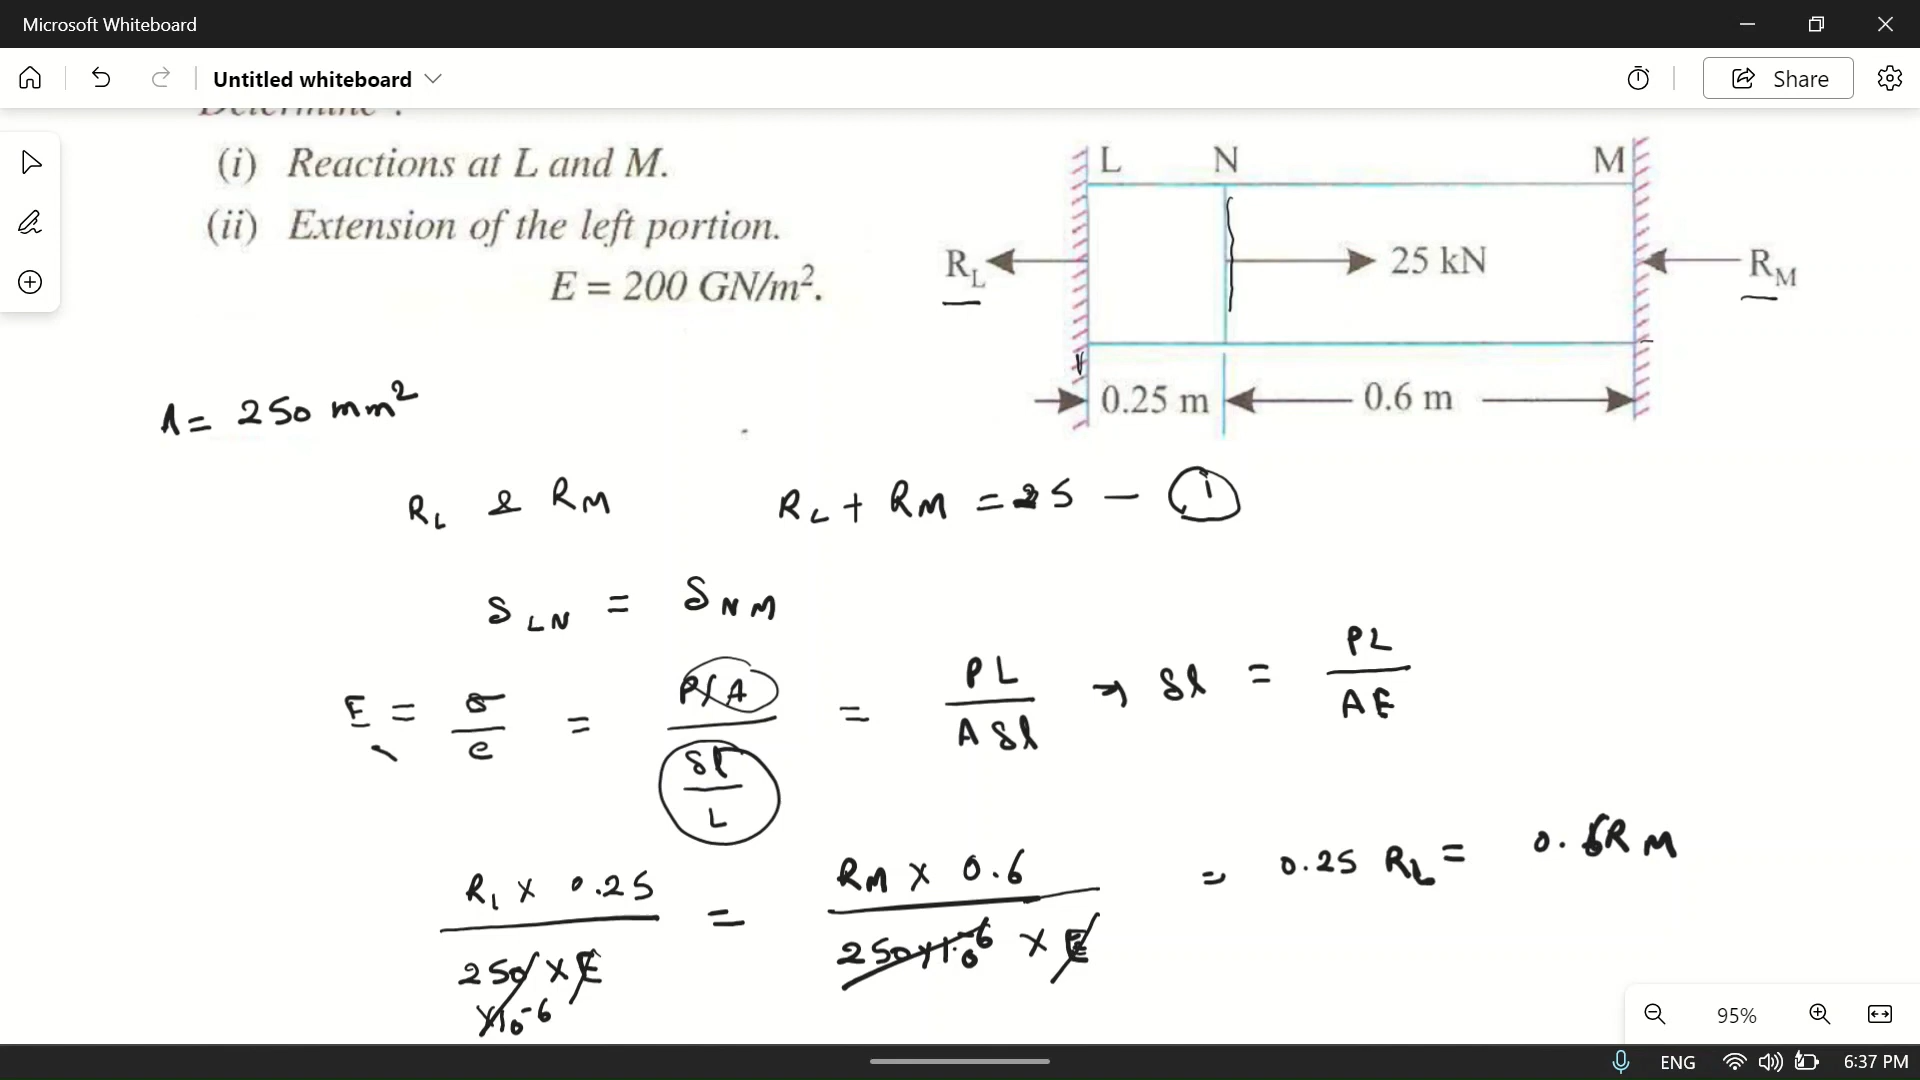 Microsoft Whiteboard
Untitled whiteboard
Share
Determine :
(i) Reactions at L and M.
(ii) Extension of the left portion.
E = 200 GN/m².
L N M
R_L 25 kN R_M
0.25 m 0.6 m
A = 250 mm²
R_L & R_M R_L + R_M = 25 - ①
δ_LN = δ_NM
E = σ/e = (P/A)/(δl/L) = PL/(A δl) → δl = PL/(AE)
(R_L × 0.25)/(250 × 10⁻⁶ × E) = (R_M × 0.6)/(250 × 10⁻⁶ × E) = 0.25 R_L = 0.6 R_M
95%
ENG 6:37 PM